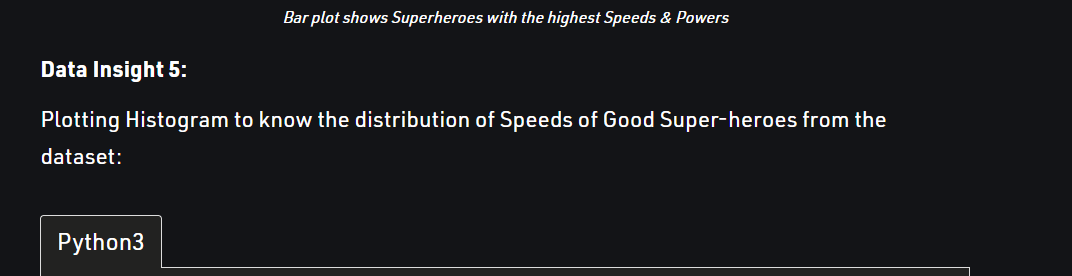 Bar plot shows Superheroes with the highest Speeds & Powers
Data Insight 5:
Plotting Histogram to know the distribution of Speeds of Good Super-heroes from the
dataset:
Python3